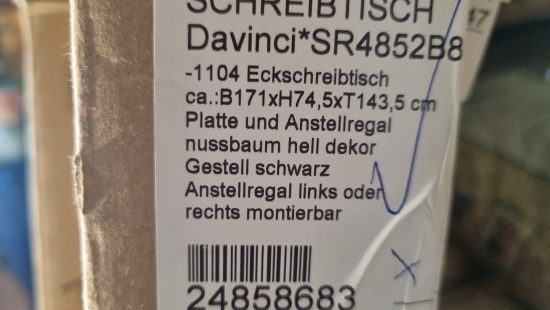 SCHREIBTISCH
Davinci*SR4852B8
-1104 Eckschreibtisch
ca.:B171xH74,5xT143,5 cm
Platte und Anstellregal
nussbaum hell dekor
Gestell schwarz
Anstellregal links oder
rechts montierbar
24858683